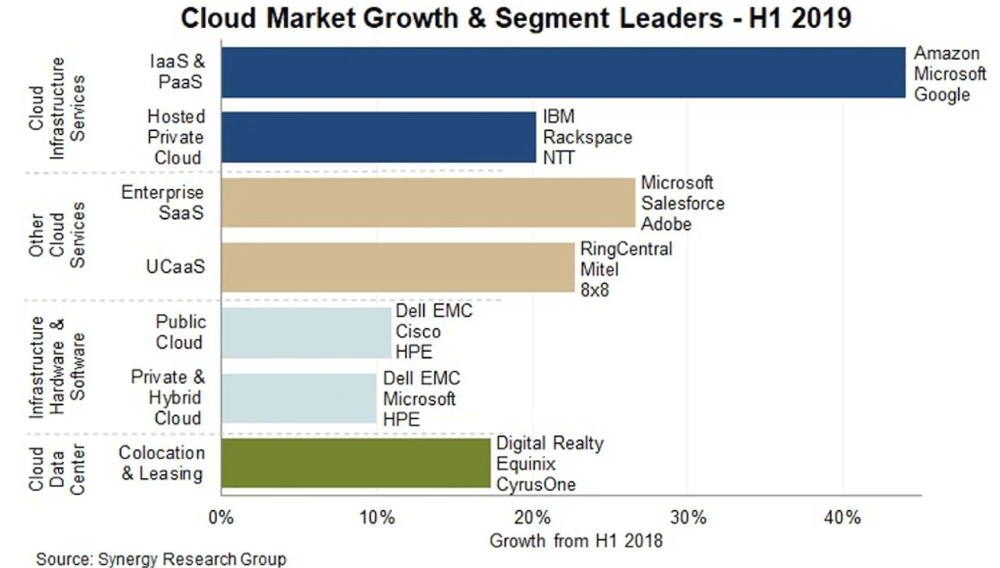 Cloud Market Growth & Segment Leaders - H1 2019
Cloud
Infrastructure
Services
IaaS &
PaaS
Amazon
Microsoft
Google
Hosted
Private
Cloud
IBM
Rackspace
NTT
Other
Cloud
Services
Enterprise
SaaS
Microsoft
Salesforce
Adobe
UCaaS
RingCentral
Mitel
8x8
Infrastructure
Hardware &
Software
Public
Cloud
Dell EMC
Cisco
HPE
Private &
Hybrid
Cloud
Dell EMC
Microsoft
HPE
Cloud
Data
Center
Colocation
& Leasing
Digital Realty
Equinix
CyrusOne
0% 10% 20% 30% 40%
Growth from H1 2018
Source: Synergy Research Group